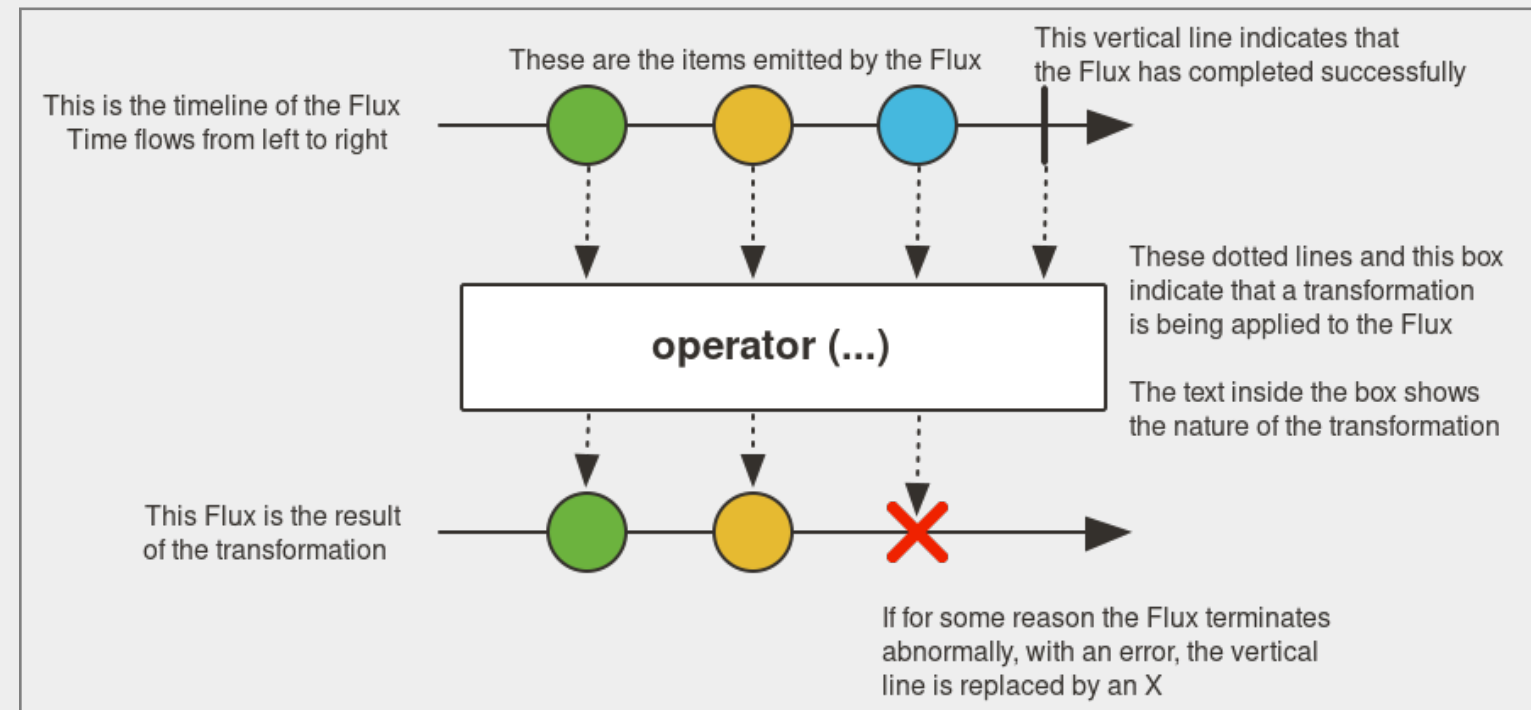 These are the items emitted by the Flux
This vertical line indicates that
the Flux has completed successfully
This is the timeline of the Flux
Time flows from left to right
These dotted lines and this box
indicate that a transformation
is being applied to the Flux
operator (...)
The text inside the box shows
the nature of the transformation
This Flux is the result
of the transformation
If for some reason the Flux terminates
abnormally, with an error, the vertical
line is replaced by an X